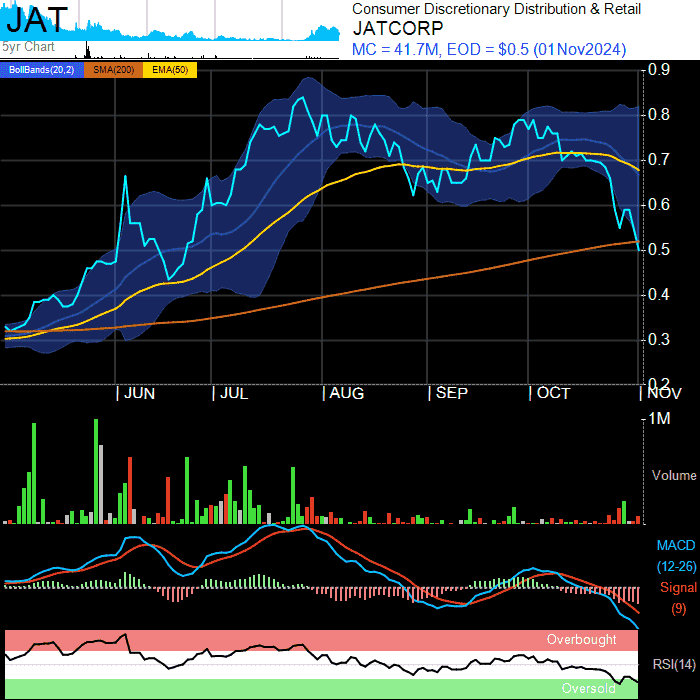 JAT
5yr Chart
Consumer Discretionary Distribution & Retail
JATCORP
MC = 41.7M, EOD = $0.5 (01Nov2024)
BollBands(20,2) SMA(200) EMA(50)
0.9
0.8
0.7
0.6
0.5
0.4
0.3
0.2
| JUN | JUL | AUG | SEP | OCT | NOV
1M
Volume
MACD
(12-26)
Signal
(9)
Overbought
RSI(14)
Oversold